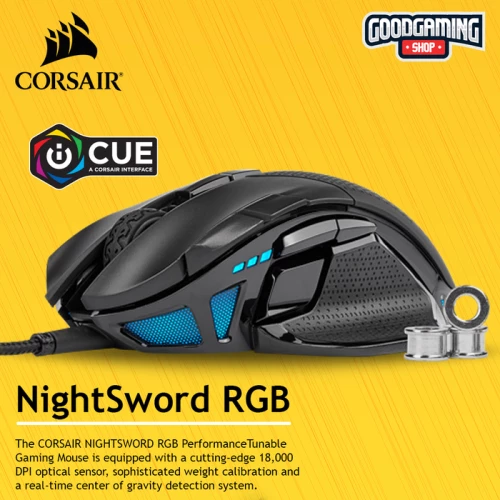 CORSAIR
GOODGAMING
SHOP
iCUE
A CORSAIR INTERFACE
NightSword RGB
The CORSAIR NIGHTSWORD RGB PerformanceTunable
Gaming Mouse is equipped with a cutting-edge 18,000
DPI optical sensor, sophisticated weight calibration and
a real-time center of gravity detection system.